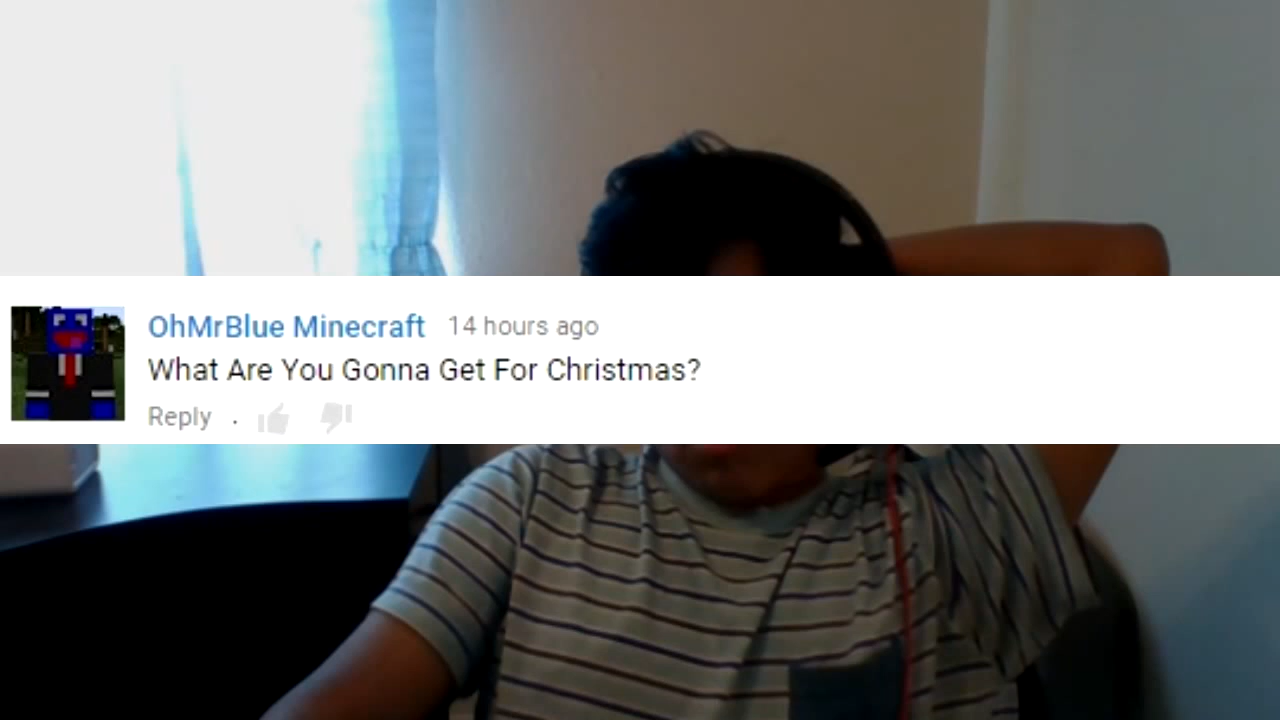 OhMrBlue Minecraft 14 hours ago
What Are You Gonna Get For Christmas?
Reply .